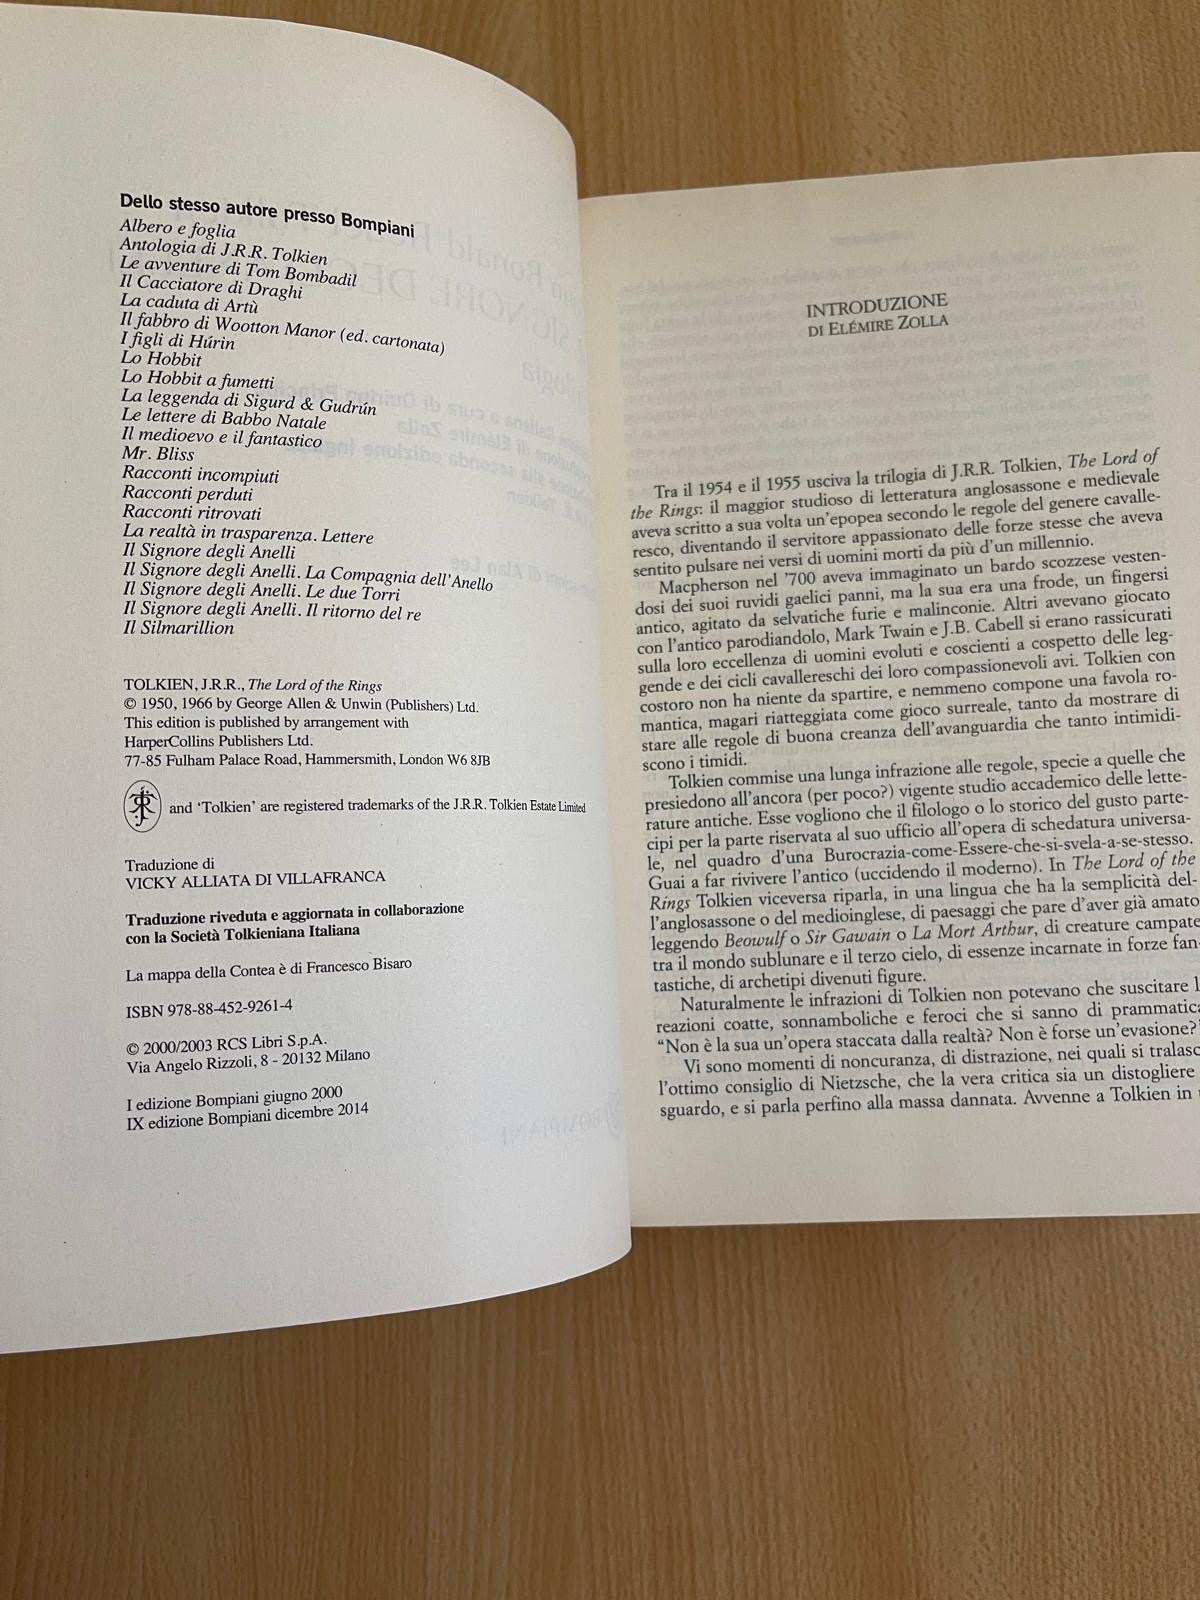 Dello stesso autore presso Bompiani
Albero e foglia
Antologia di J.R.R. Tolkien
Le avventure di Tom Bombadil
Il Cacciatore di Draghi
La caduta di Artù
Il fabbro di Wootton Manor (ed. cartonata)
I figli di Húrin
Lo Hobbit
Lo Hobbit a fumetti
La leggenda di Sigurd & Gudrún
Le lettere di Babbo Natale
Il medioevo e il fantastico
Mr. Bliss
Racconti incompiuti
Racconti perduti
Racconti ritrovati
La realtà in trasparenza. Lettere
Il Signore degli Anelli
Il Signore degli Anelli. La Compagnia dell'Anello
Il Signore degli Anelli. Le due Torri
Il Signore degli Anelli. Il ritorno del re
Il Silmarillion
TOLKIEN, J.R.R., The Lord of the Rings
© 1950, 1966 by George Allen & Unwin (Publishers) Ltd.
This edition is published by arrangement with
HarperCollins Publishers Ltd.
77-85 Fulham Palace Road, Hammersmith, London W6 8JB
and 'Tolkien' are registered trademarks of the J.R.R. Tolkien Estate Limited
Traduzione di
VICKY ALLIATA DI VILLAFRANCA
Traduzione riveduta e aggiornata in collaborazione
con la Società Tolkieniana Italiana
La mappa della Contea è di Francesco Bisaro
ISBN 978-88-452-9261-4
© 2000/2003 RCS Libri S.p.A.
Via Angelo Rizzoli, 8 - 20132 Milano
I edizione Bompiani giugno 2000
IX edizione Bompiani dicembre 2014
INTRODUZIONE
DI ELÉMIRE ZOLLA
Tra il 1954 e il 1955 usciva la trilogia di J.R.R. Tolkien, The Lord of
the Rings: il maggior studioso di letteratura anglosassone e medievale
aveva scritto a sua volta un'epopea secondo le regole del genere cavalle-
resco, diventando il servitore appassionato delle forze stesse che aveva
sentito pulsare nei versi di uomini morti da più d'un millennio.
Macpherson nel '700 aveva immaginato un bardo scozzese vesten-
dosi dei suoi ruvidi gaelici panni, ma la sua era una frode, un fingersi
antico, agitato da selvatiche furie e malinconie. Altri avevano giocato
con l'antico parodiandolo, Mark Twain e J.B. Cabell si erano rassicurati
sulla loro eccellenza di uomini evoluti e coscienti a cospetto delle leg-
gende e dei cicli cavallereschi dei loro compassionevoli avi. Tolkien con
costoro non ha niente da spartire, e nemmeno compone una favola ro-
mantica, magari riatteggiata come gioco surreale, tanto da mostrare di
stare alle regole di buona creanza dell'avanguardia che tanto intimidi-
scono i timidi.
Tolkien commise una lunga infrazione alle regole, specie a quelle che
presiedono all'ancora (per poco?) vigente studio accademico delle lette-
rature antiche. Esse vogliono che il filologo o lo storico del gusto parte-
cipi per la parte riservata al suo ufficio all'opera di schedatura universa-
le, nel quadro d'una Burocrazia-come-Essere-che-si-svela-a-se-stesso.
Guai a far rivivere l'antico (uccidendo il moderno). In The Lord of the
Rings Tolkien viceversa riparla, in una lingua che ha la semplicità del-
l'anglosassone o del medioinglese, di paesaggi che pare d'aver già amato
leggendo Beowulf o Sir Gawain o La Mort Arthur, di creature campate
tra il mondo sublunare e il terzo cielo, di essenze incarnate in forze fan-
tastiche, di archetipi divenuti figure.
Naturalmente le infrazioni di Tolkien non potevano che suscitare l
reazioni coatte, sonnamboliche e feroci che si sanno di prammatica
"Non è la sua un'opera staccata dalla realtà? Non è forse un'evasione?"
Vi sono momenti di noncuranza, di distrazione, nei quali si tralasc
l'ottimo consiglio di Nietzsche, che la vera critica sia un distogliere
sguardo, e si parla perfino alla massa dannata. Avvenne a Tolkien in